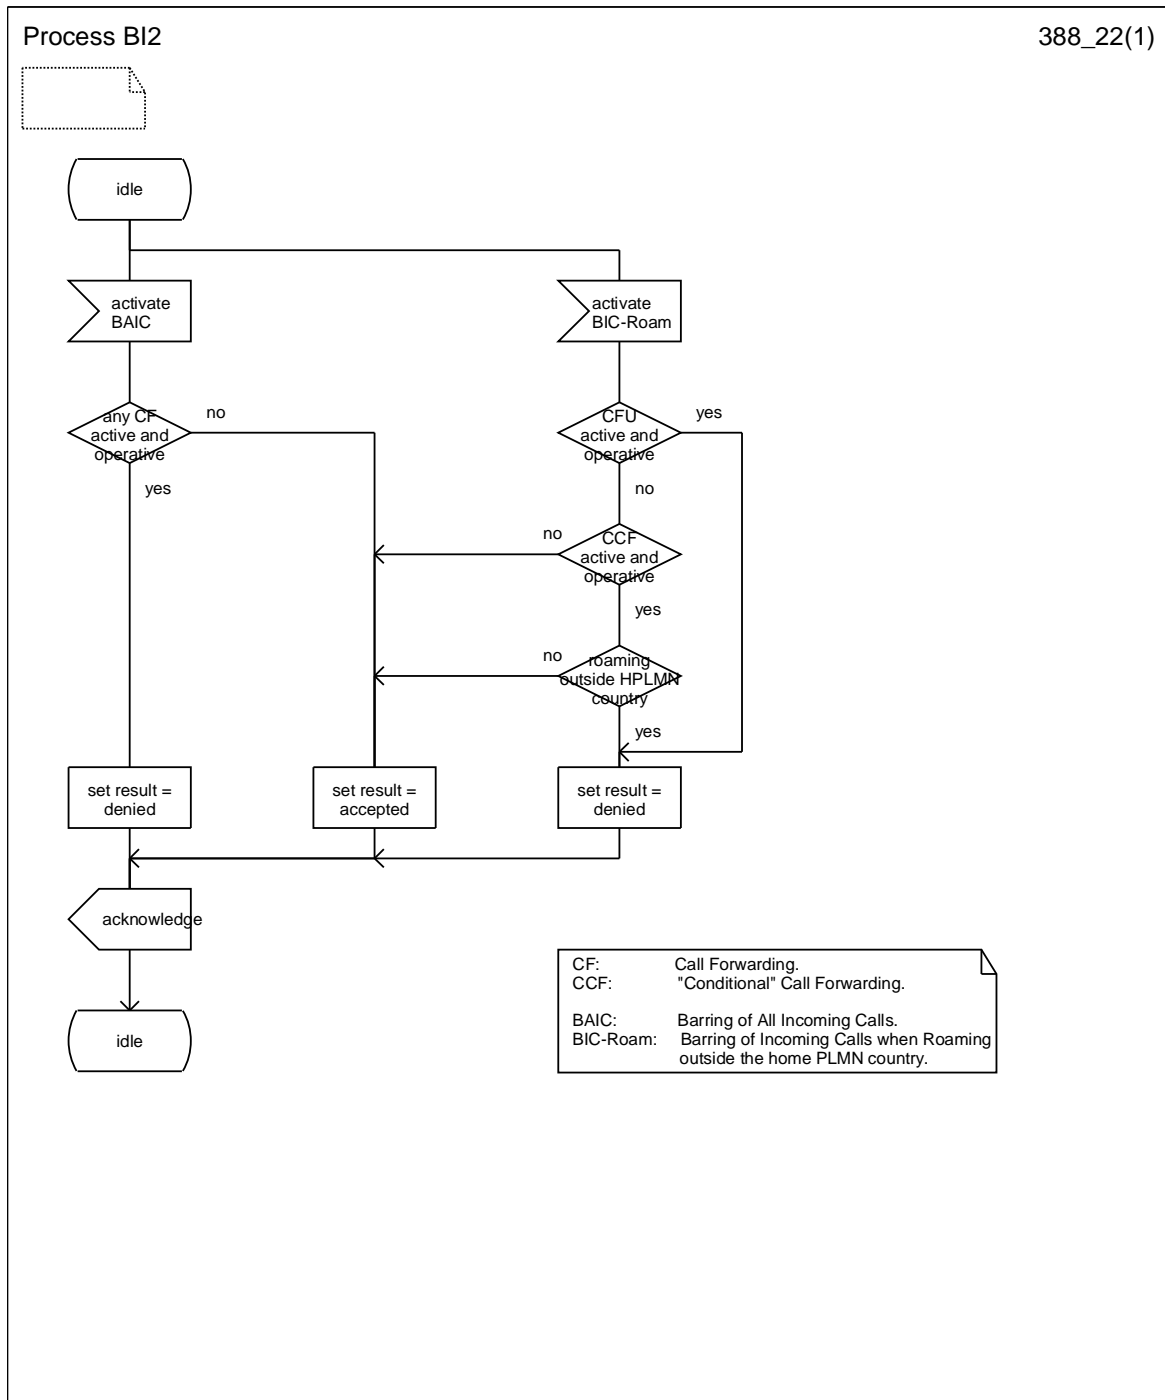 Process BI2
388_22(1)
idle
activate
BAIC
activate
BIC-Roam
any CF
active and
operative
no
yes
CFU
active and
operative
yes
no
CCF
active and
operative
no
yes
roaming
outside HPLMN
country
no
yes
set result =
denied
set result =
accepted
set result =
denied
acknowledge
idle
CF: Call Forwarding.
CCF: "Conditional" Call Forwarding.
BAIC: Barring of All Incoming Calls.
BIC-Roam: Barring of Incoming Calls when Roaming
outside the home PLMN country.